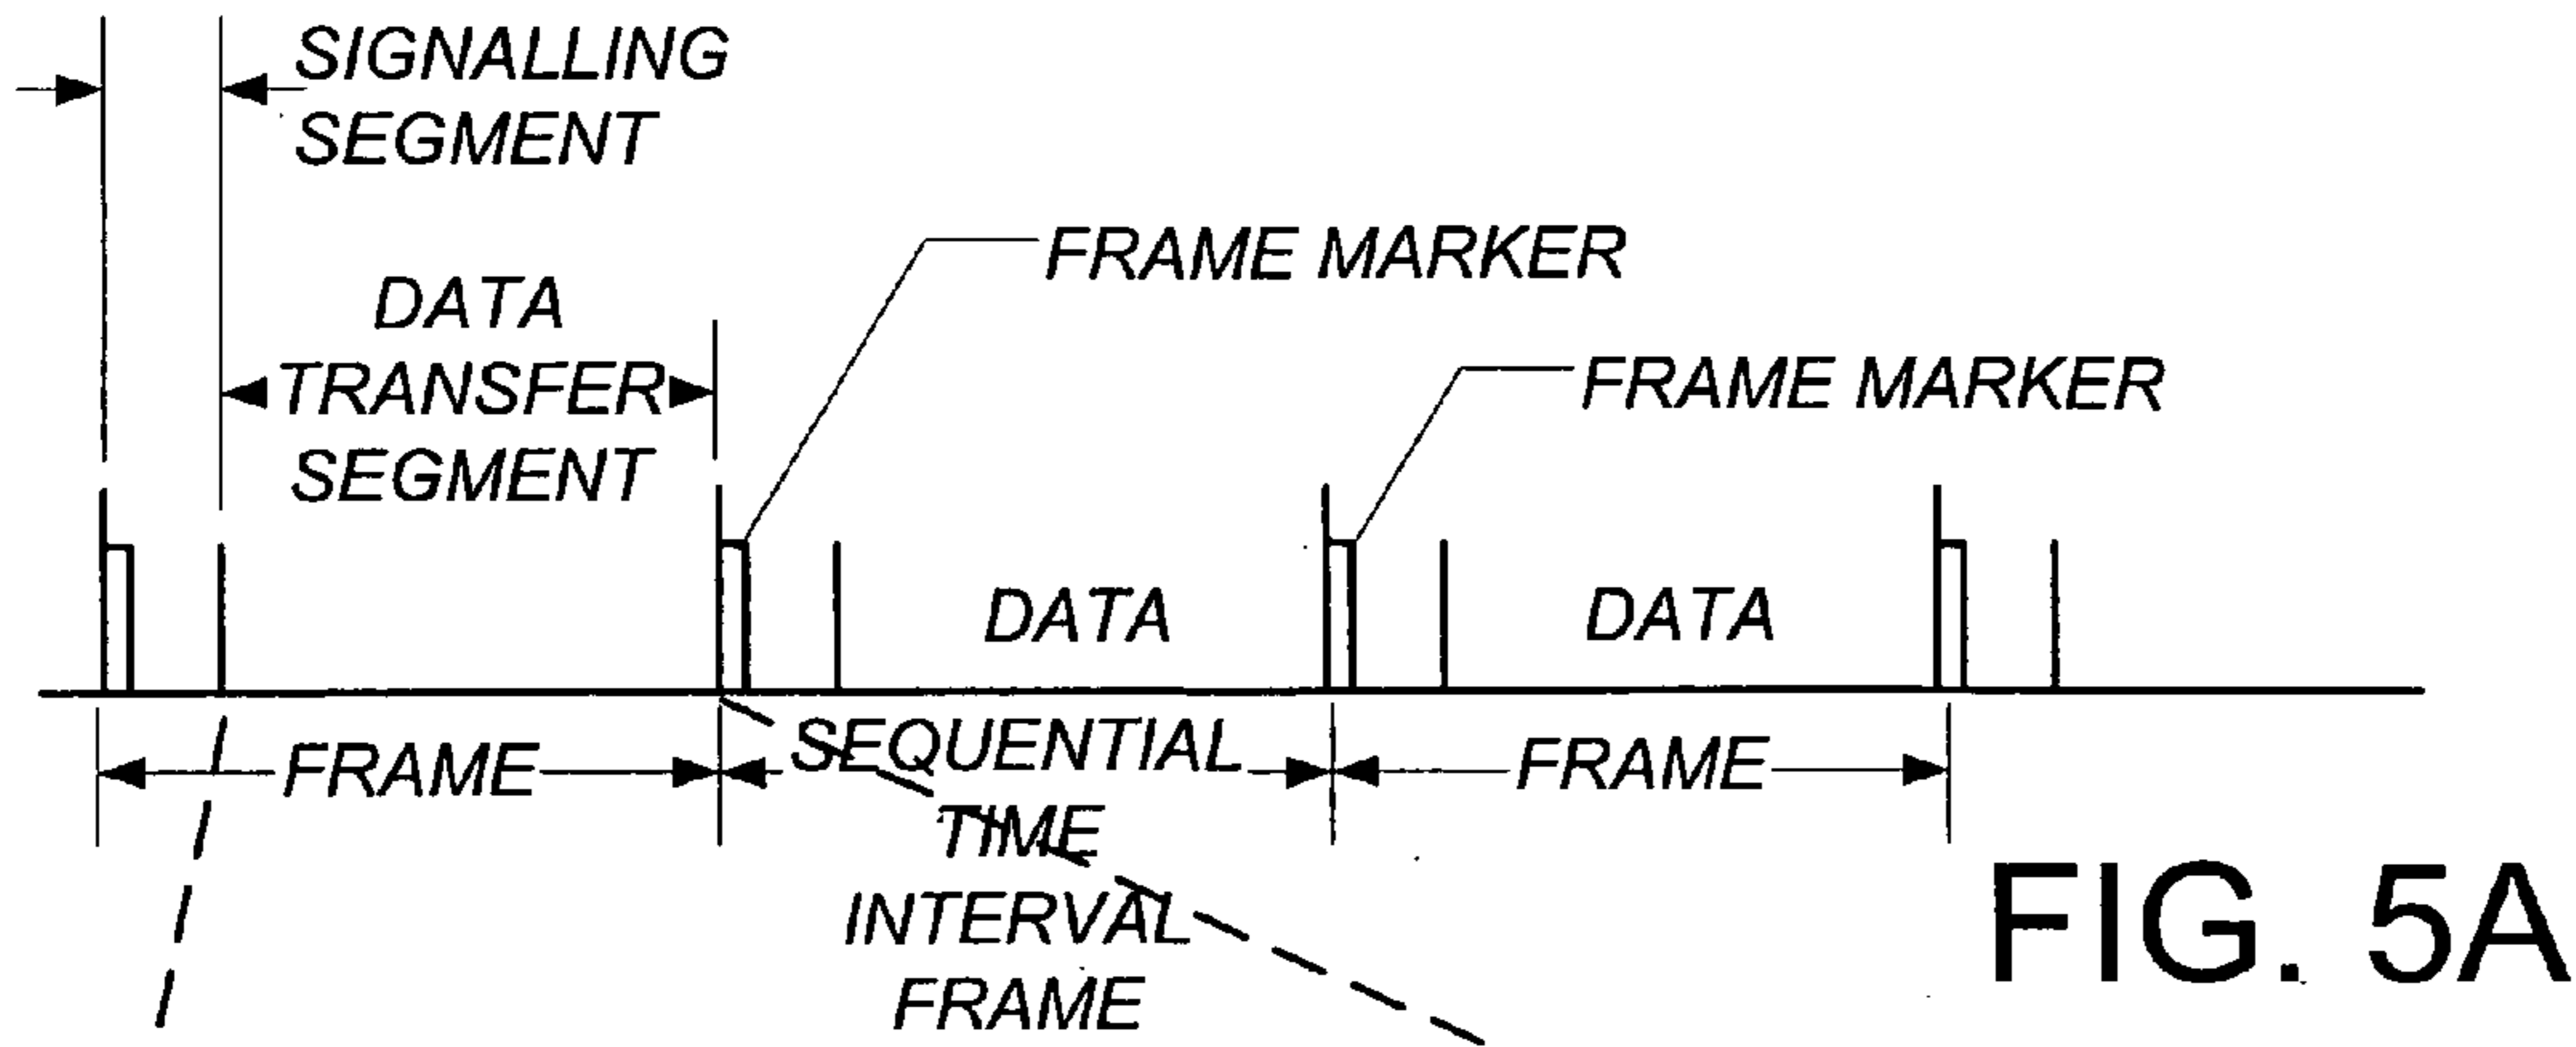 SIGNALLING
SEGMENT
FRAME MARKER
DATA
TRANSFER
SEGMENT
FRAME MARKER
DATA
DATA
FRAME
SEQUENTIAL
TIME
INTERVAL
FRAME
FRAME
FIG. 5A